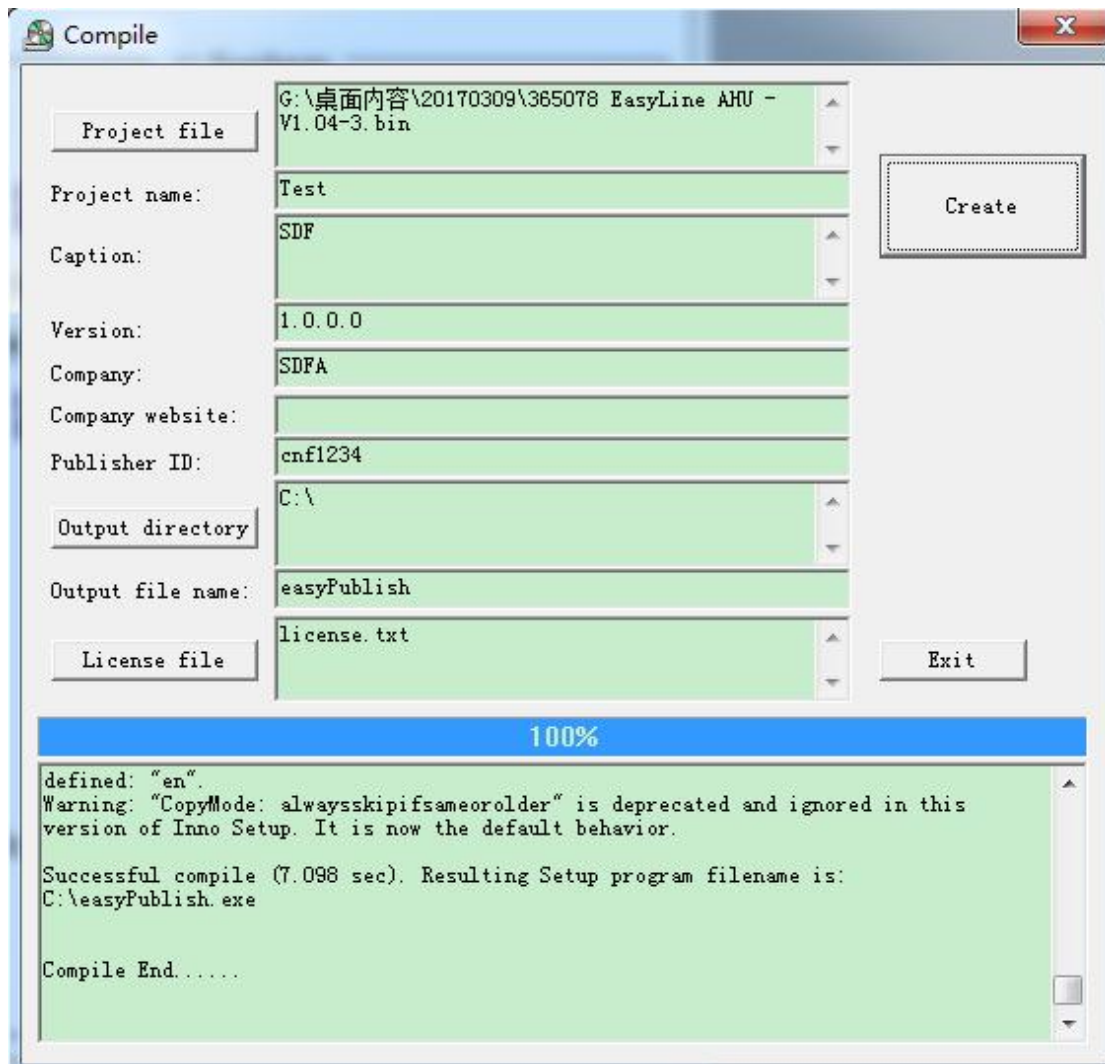 Compile
Project file
G:\桌面内容\20170309\365078 EasyLine AHU -
V1.04-3.bin
Project name:
Test
Create
Caption:
SDF
Version:
1.0.0.0
Company:
SDFA
Company website:
Publisher ID:
cnf1234
Output directory
C:\
Output file name:
easyPublish
License file
license.txt
Exit
100%
defined: "en".
Warning: "CopyMode: alwaysskipifsameorolder" is deprecated and ignored in this
version of Inno Setup. It is now the default behavior.
Successful compile (7.098 sec). Resulting Setup program filename is:
C:\easyPublish.exe
Compile End......